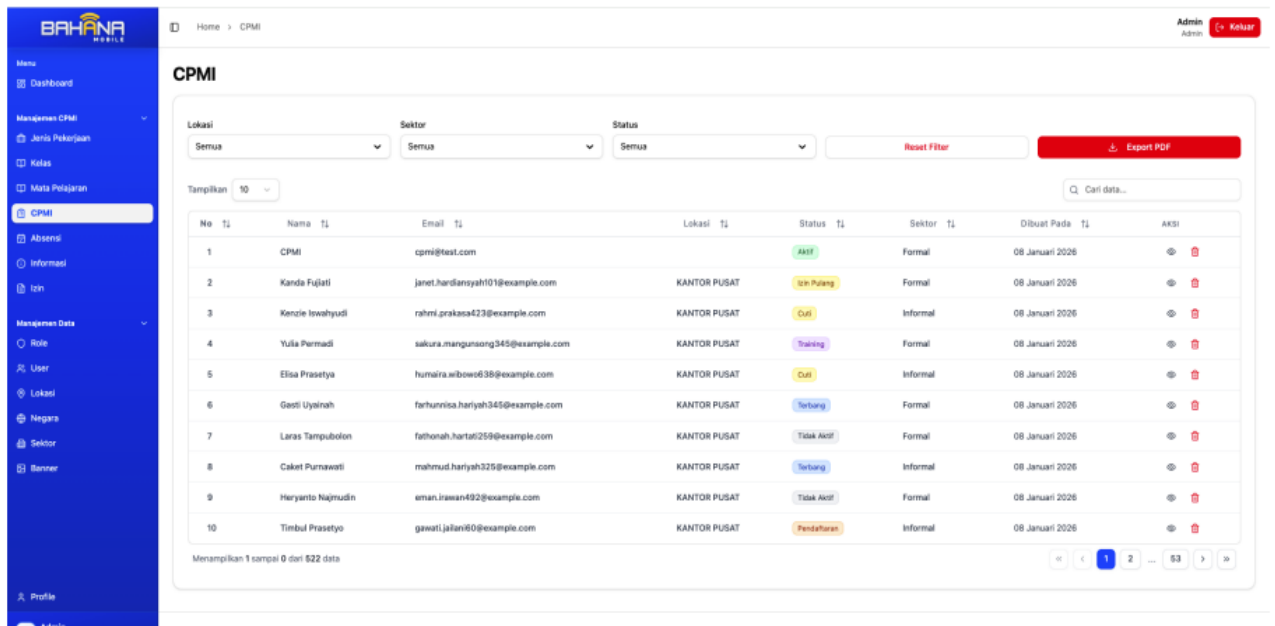 BAHANA
MOBILE
Home > CPMI
Admin
Admin
Keluar
Menu
Dashboard
Manajemen CPMI
Jenis Pekerjaan
Kelas
Mata Pelajaran
CPMI
Absensi
Informasi
Izin
Manajemen Data
Role
User
Lokasi
Negara
Sektor
Banner
Profile
Admin
CPMI
Lokasi Sektor Status
Semua Semua Semua Reset Filter Export PDF
Tampilkan 10 Cari data...
No Nama Email Lokasi Status Sektor Dibuat Pada AKSI
1 CPMI cpmi@test.com Aktif Formal 08 Januari 2026
2 Kanda Fujiati janet.hardiansyah101@example.com KANTOR PUSAT Izin Pulang Formal 08 Januari 2026
3 Kenzie Iswahyudi rahmi.prakasa423@example.com KANTOR PUSAT Cuti Informal 08 Januari 2026
4 Yulia Permadi sakura.mangunsong345@example.com KANTOR PUSAT Training Formal 08 Januari 2026
5 Elisa Prasetya humaira.wibowo638@example.com KANTOR PUSAT Cuti Informal 08 Januari 2026
6 Gasti Uyainah farhunnisa.hariyah345@example.com KANTOR PUSAT Terbang Formal 08 Januari 2026
7 Laras Tampubolon fathonah.hartati259@example.com KANTOR PUSAT Tidak Aktif Formal 08 Januari 2026
8 Caket Purnawati mahmud.hariyah325@example.com KANTOR PUSAT Terbang Informal 08 Januari 2026
9 Heryanto Najmudin eman.irawan492@example.com KANTOR PUSAT Tidak Aktif Formal 08 Januari 2026
10 Timbul Prasetyo gawati.jailani60@example.com KANTOR PUSAT Pendaftaran Informal 08 Januari 2026
Menampilkan 1 sampai 0 dari 522 data
« ‹ 1 2 ... 53 › »